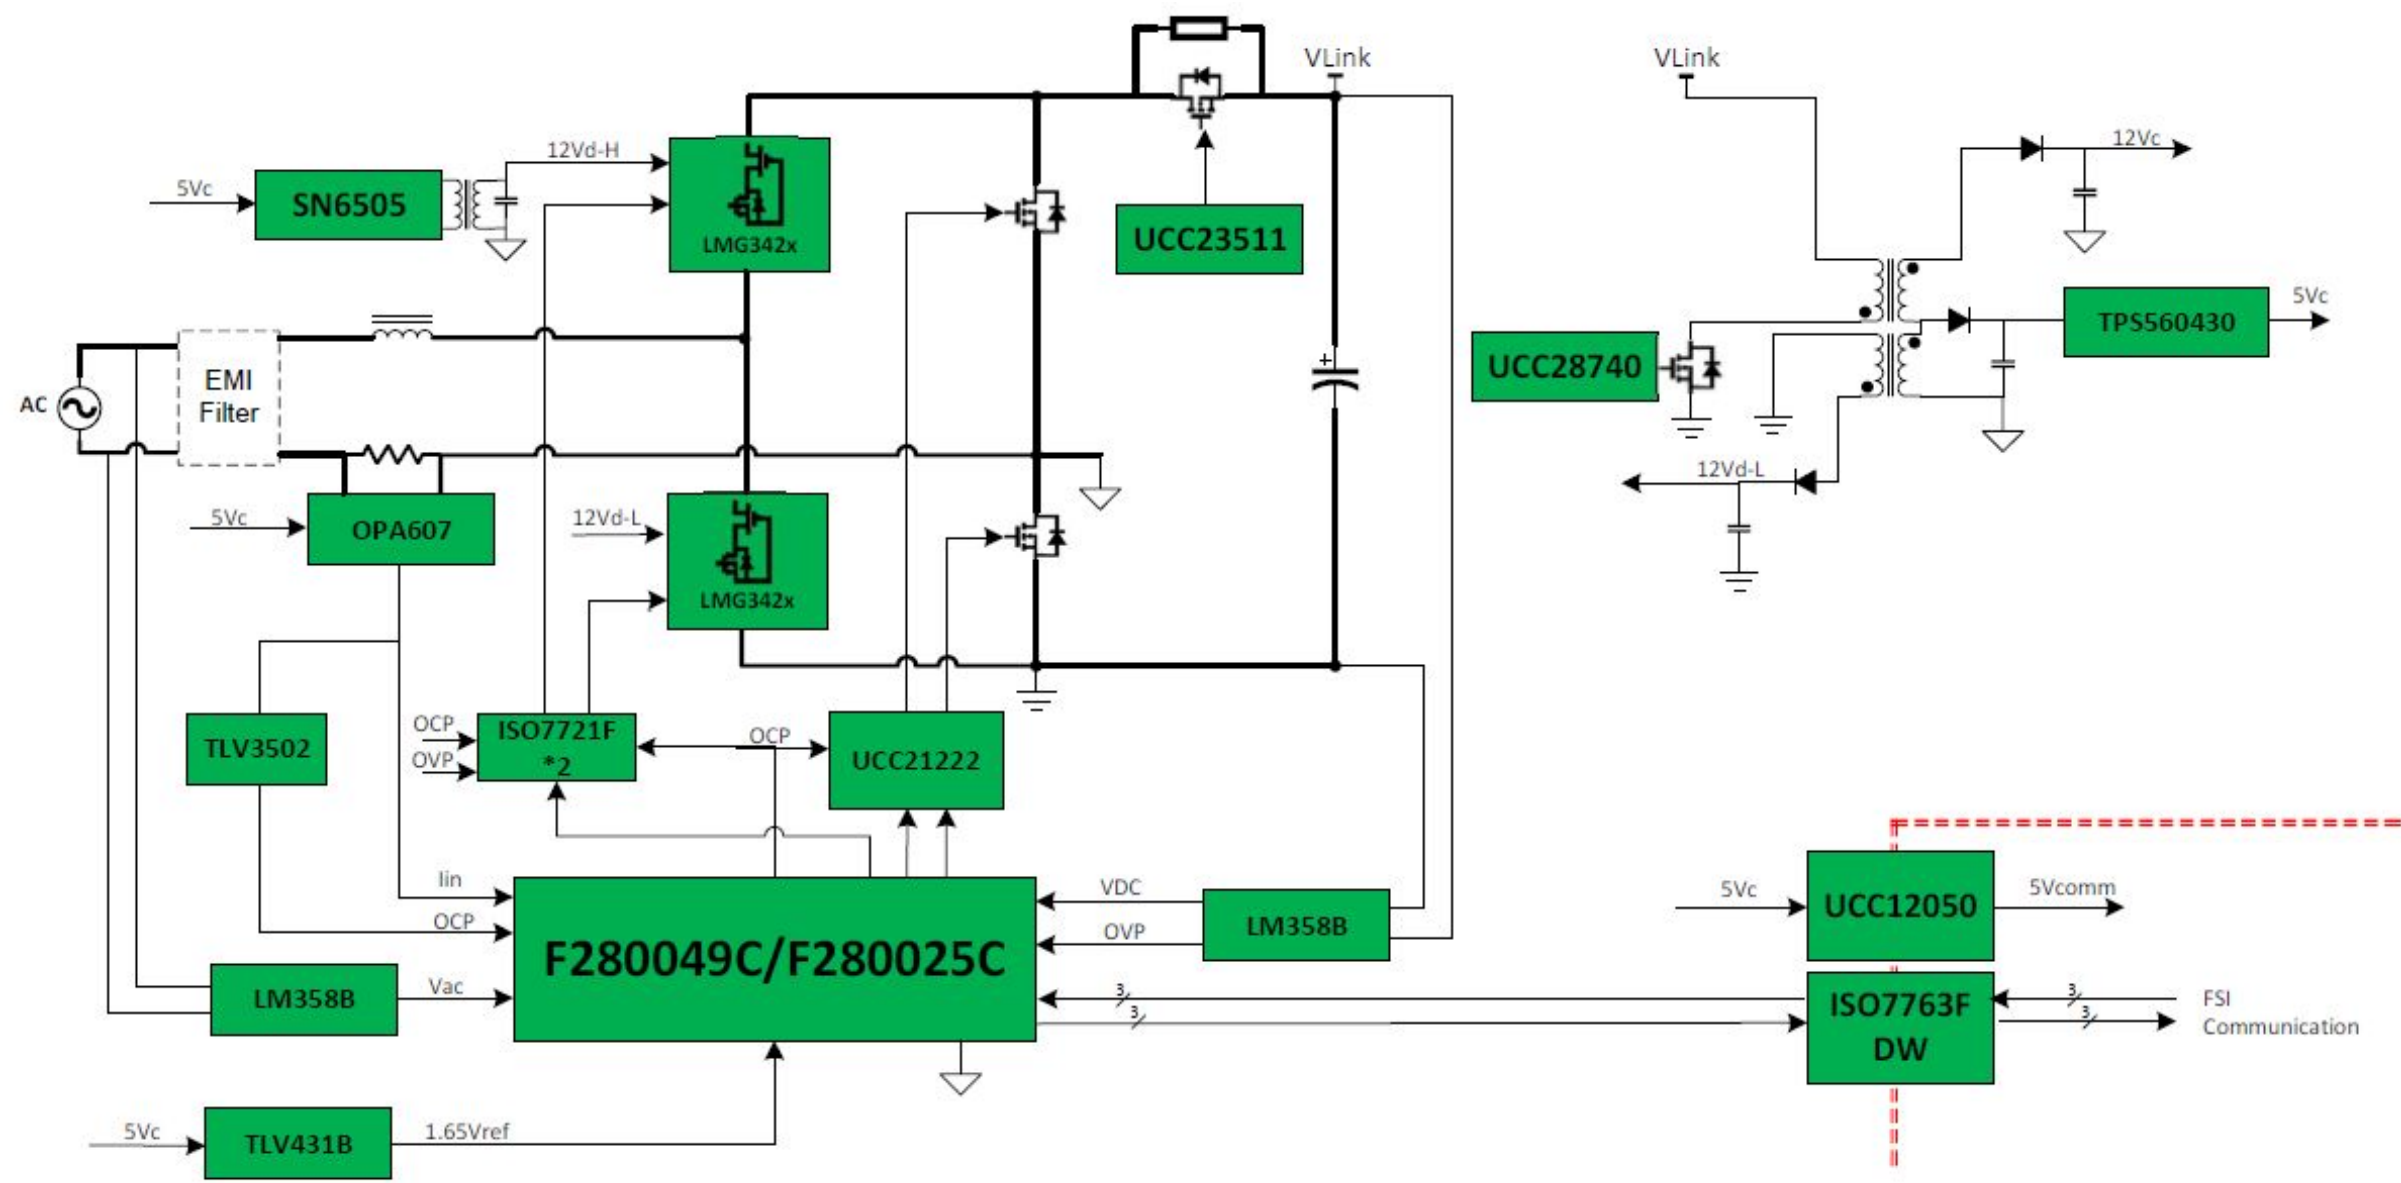 VLink
VLink
12Vd-H
12Vc
5Vc
SN6505
LMG342x
UCC23511
5Vc
TPS560430
UCC28740
EMI
Filter
AC
12Vd-L
5Vc
OPA607
12Vd-L
LMG342x
TLV3502
OCP
OVP
ISO7721F
*2
OCP
UCC21222
Iin
OCP
VDC
OVP
LM358B
F280049C/F280025C
5Vc
UCC12050
5Vcomm
LM358B
Vac
3
3
ISO7763F
DW
3
3
FSI
Communication
5Vc
TLV431B
1.65Vref
+